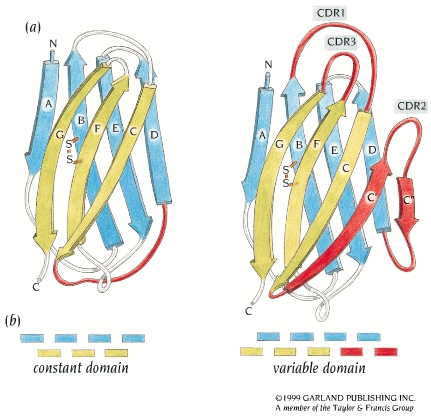 (a)
N
A
B
G
F
E
C
D
S
S
C
CDR1
CDR3
CDR2
N
A
B
G
F
E
D
C
C'
C"
S
S
C
(b)
constant domain
variable domain
©1999 GARLAND PUBLISHING INC.
A member of the Taylor & Francis Group